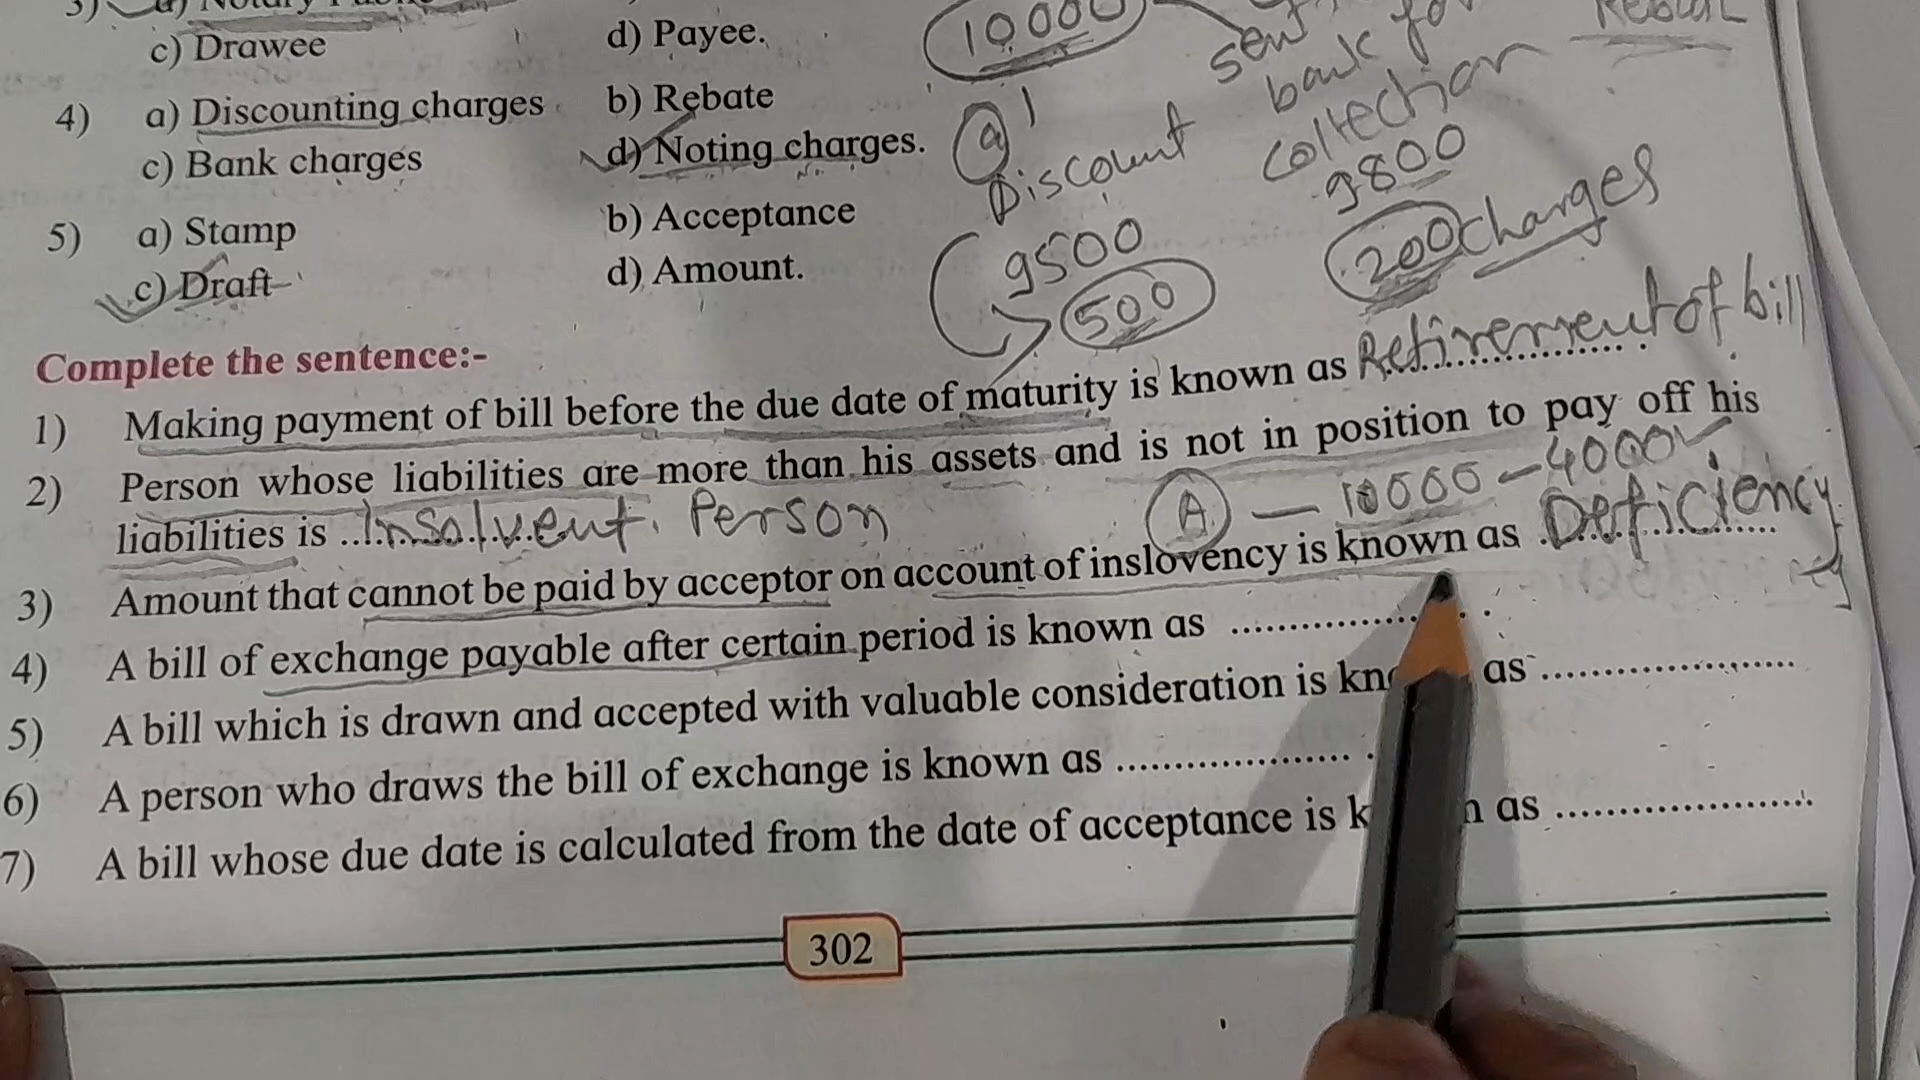 c) Drawee d) Payee.
10000
sent
bank for
collection
9800
200 charges
4) a) Discounting charges b) Rebate
c) Bank charges d) Noting charges.
Discount
9500
500
5) a) Stamp b) Acceptance
c) Draft d) Amount.
Complete the sentence:-
1) Making payment of bill before the due date of maturity is known as Retirement of bill
2) Person whose liabilities are more than his assets and is not in position to pay off his
liabilities is Insolvent. Person
A — 10000 - 4000
3) Amount that cannot be paid by acceptor on account of inslovency is known as Deficiency
4) A bill of exchange payable after certain period is known as ..................
5) A bill which is drawn and accepted with valuable consideration is as ......................
6) A person who draws the bill of exchange is known as ....................
7) A bill whose due date is calculated from the date of acceptance is as ......................
302